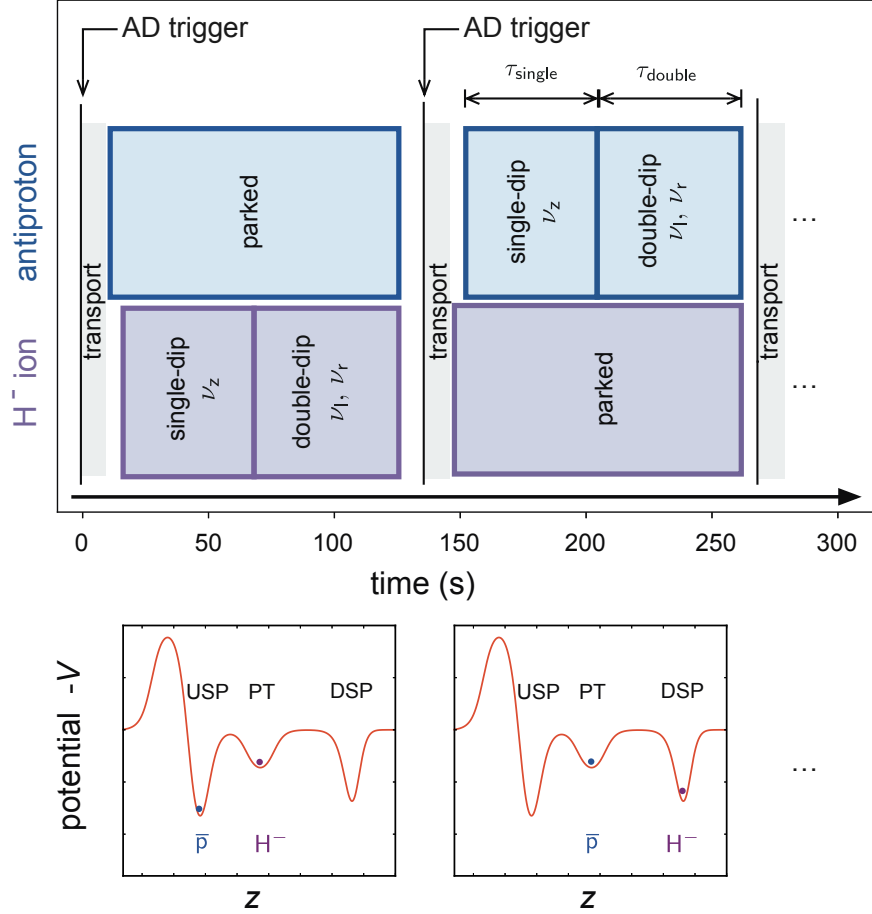 AD trigger
AD trigger
τsingle
τdouble
antiproton
H⁻ ion
transport
parked
single-dip
νz
double-dip
νl, νr
transport
single-dip
νz
double-dip
νl, νr
parked
transport
...
...
0 50 100 150 200 250 300
time (s)
potential -V
USP PT DSP
p̅ H⁻
z
USP PT DSP
p̅ H⁻
z
...